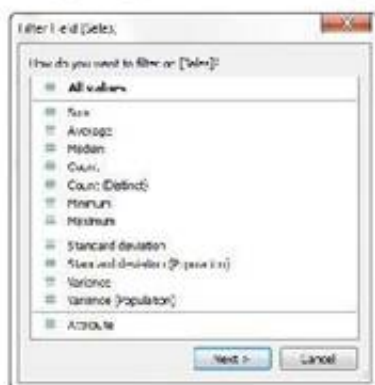 Filter Field [Sales]
How do you want to filter on [Sales]?
All values
Sum
Average
Median
Count
Count (Distinct)
Minimum
Maximum
Standard deviation
Standard deviation (Population)
Variance
Variance (Population)
Attribute
Next >
Cancel